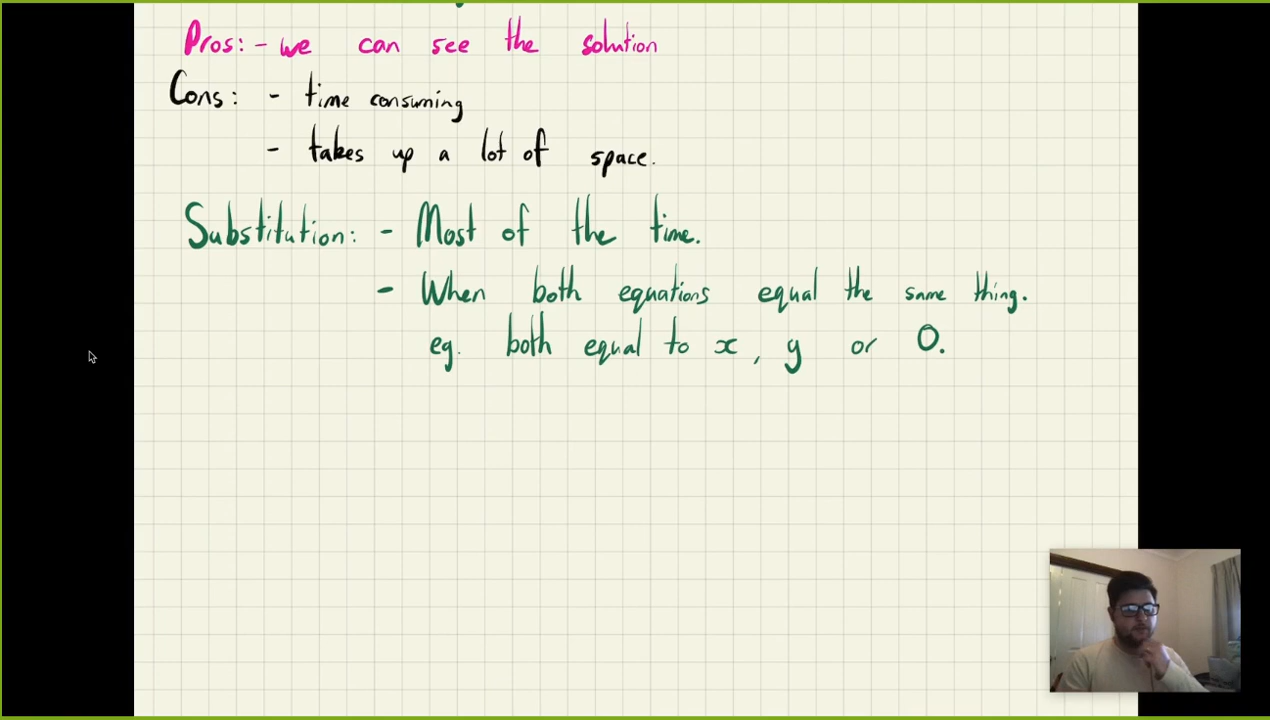 Pros: - we can see the solution
Cons: - time consuming
- takes up a lot of space.
Substitution: - Most of the time.
- When both equations equal the same thing.
eg. both equal to x, y or 0.